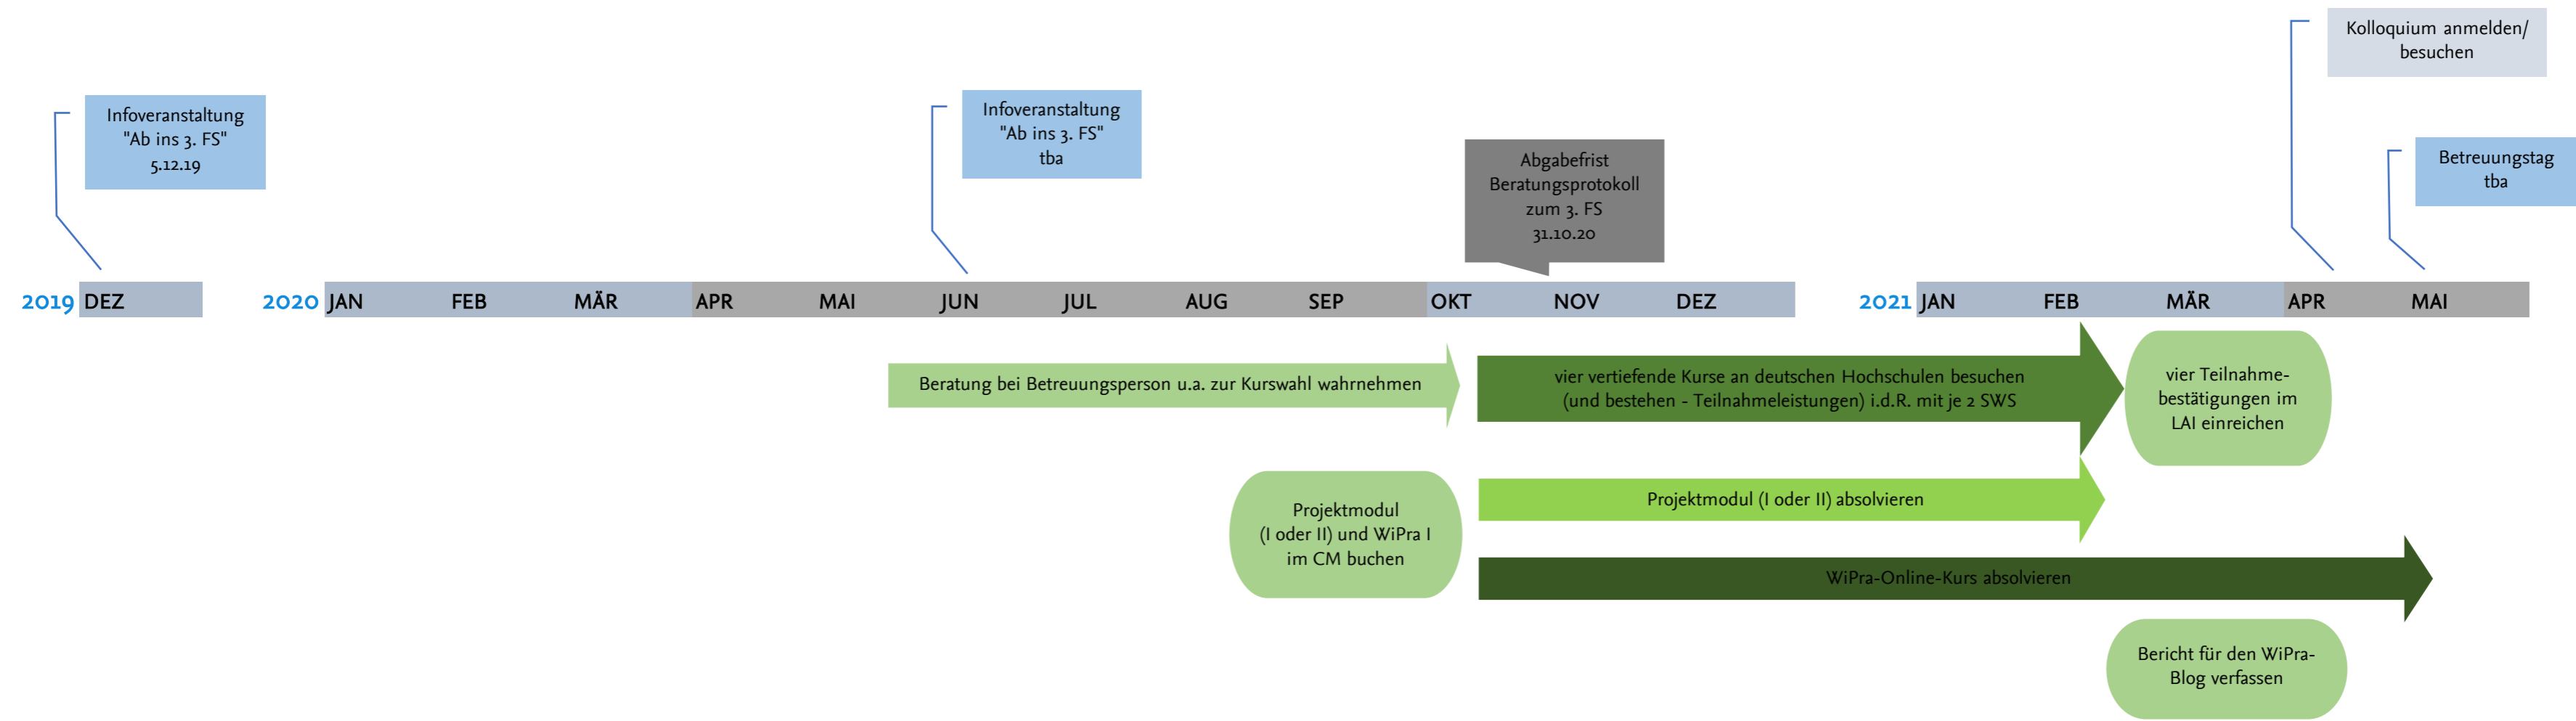 Kolloquium anmelden/
besuchen
Infoveranstaltung
"Ab ins 3. FS"
5.12.19
Infoveranstaltung
"Ab ins 3. FS"
tba
Abgabefrist
Beratungsprotokoll
zum 3. FS
31.10.20
Betreuungstag
tba
2019 DEZ 2020 JAN FEB MÄR APR MAI JUN JUL AUG SEP OKT NOV DEZ 2021 JAN FEB MÄR APR MAI
Beratung bei Betreuungsperson u.a. zur Kurswahl wahrnehmen
vier vertiefende Kurse an deutschen Hochschulen besuchen
(und bestehen - Teilnahmeleistungen) i.d.R. mit je 2 SWS
vier Teilnahme-
bestätigungen im
LAI einreichen
Projektmodul
(I oder II) und WiPra I
im CM buchen
Projektmodul (I oder II) absolvieren
WiPra-Online-Kurs absolvieren
Bericht für den WiPra-
Blog verfassen